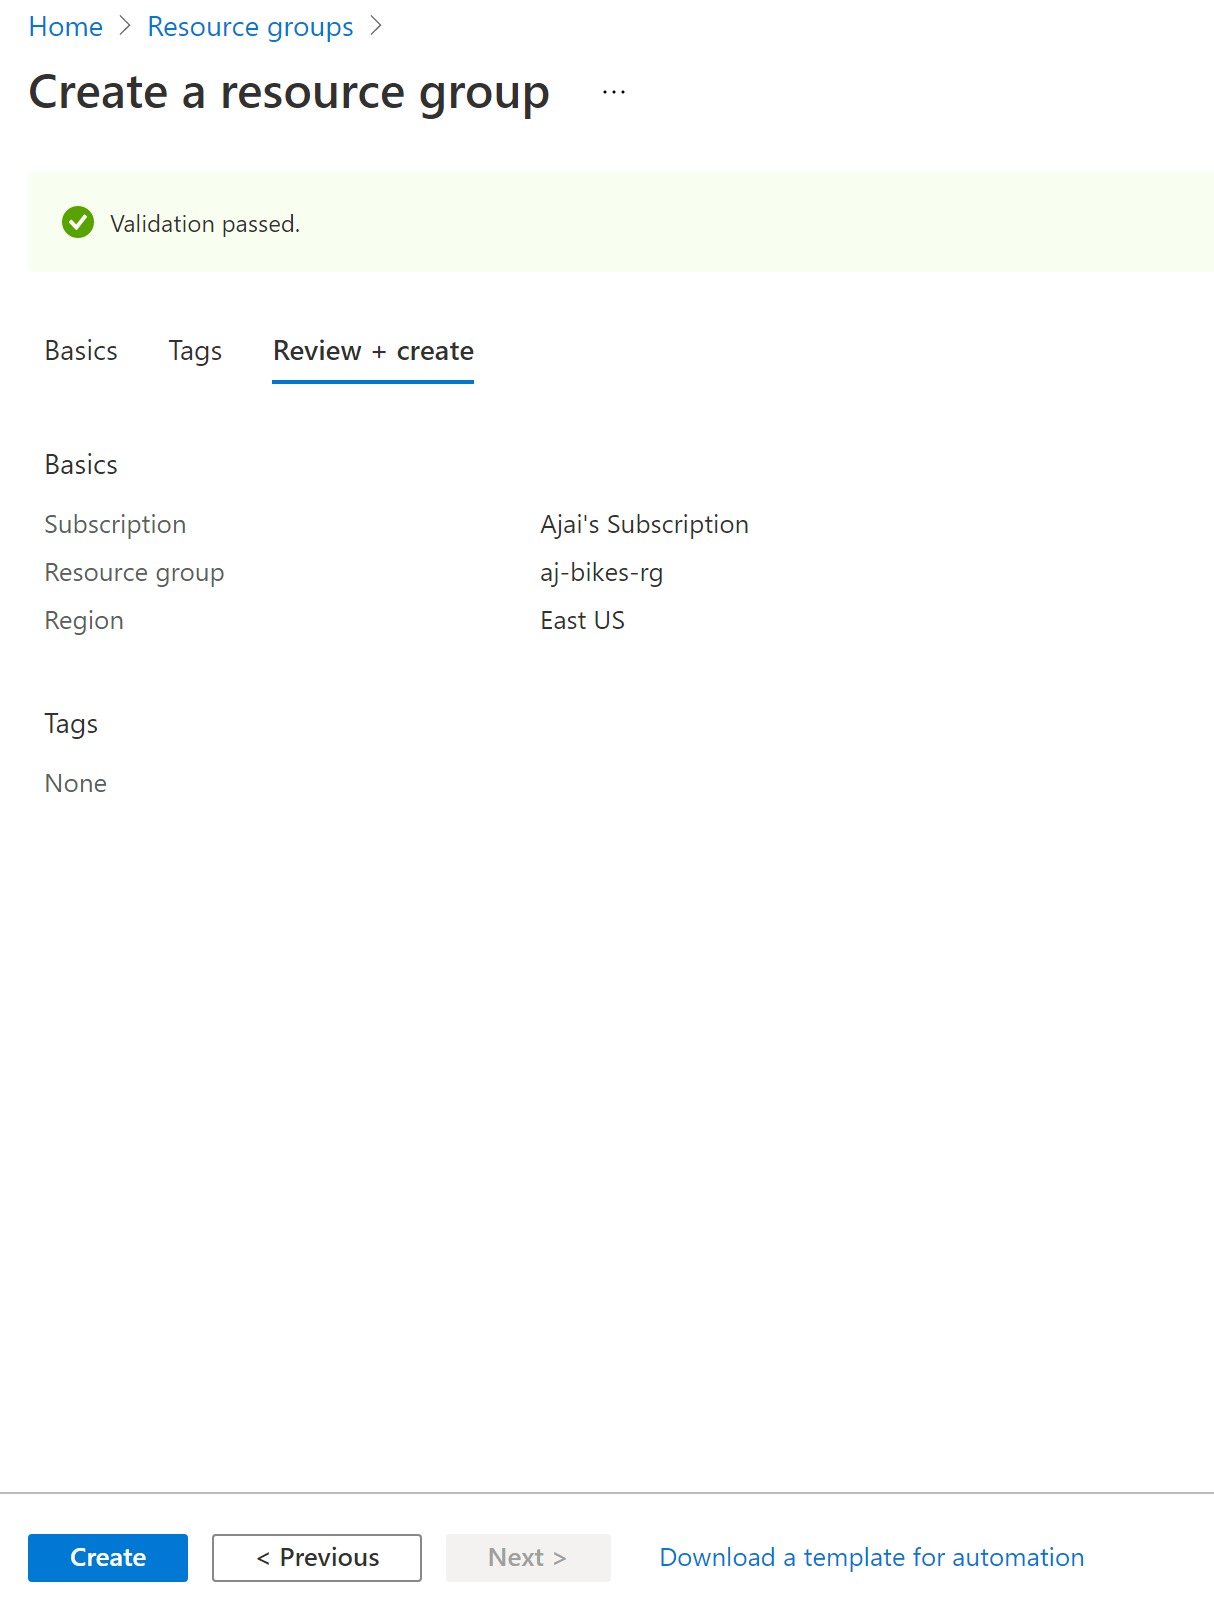 Home > Resource groups >
Create a resource group ...
Validation passed.
Basics Tags Review + create
Basics
Subscription Ajai's Subscription
Resource group aj-bikes-rg
Region East US
Tags
None
Create < Previous Next > Download a template for automation